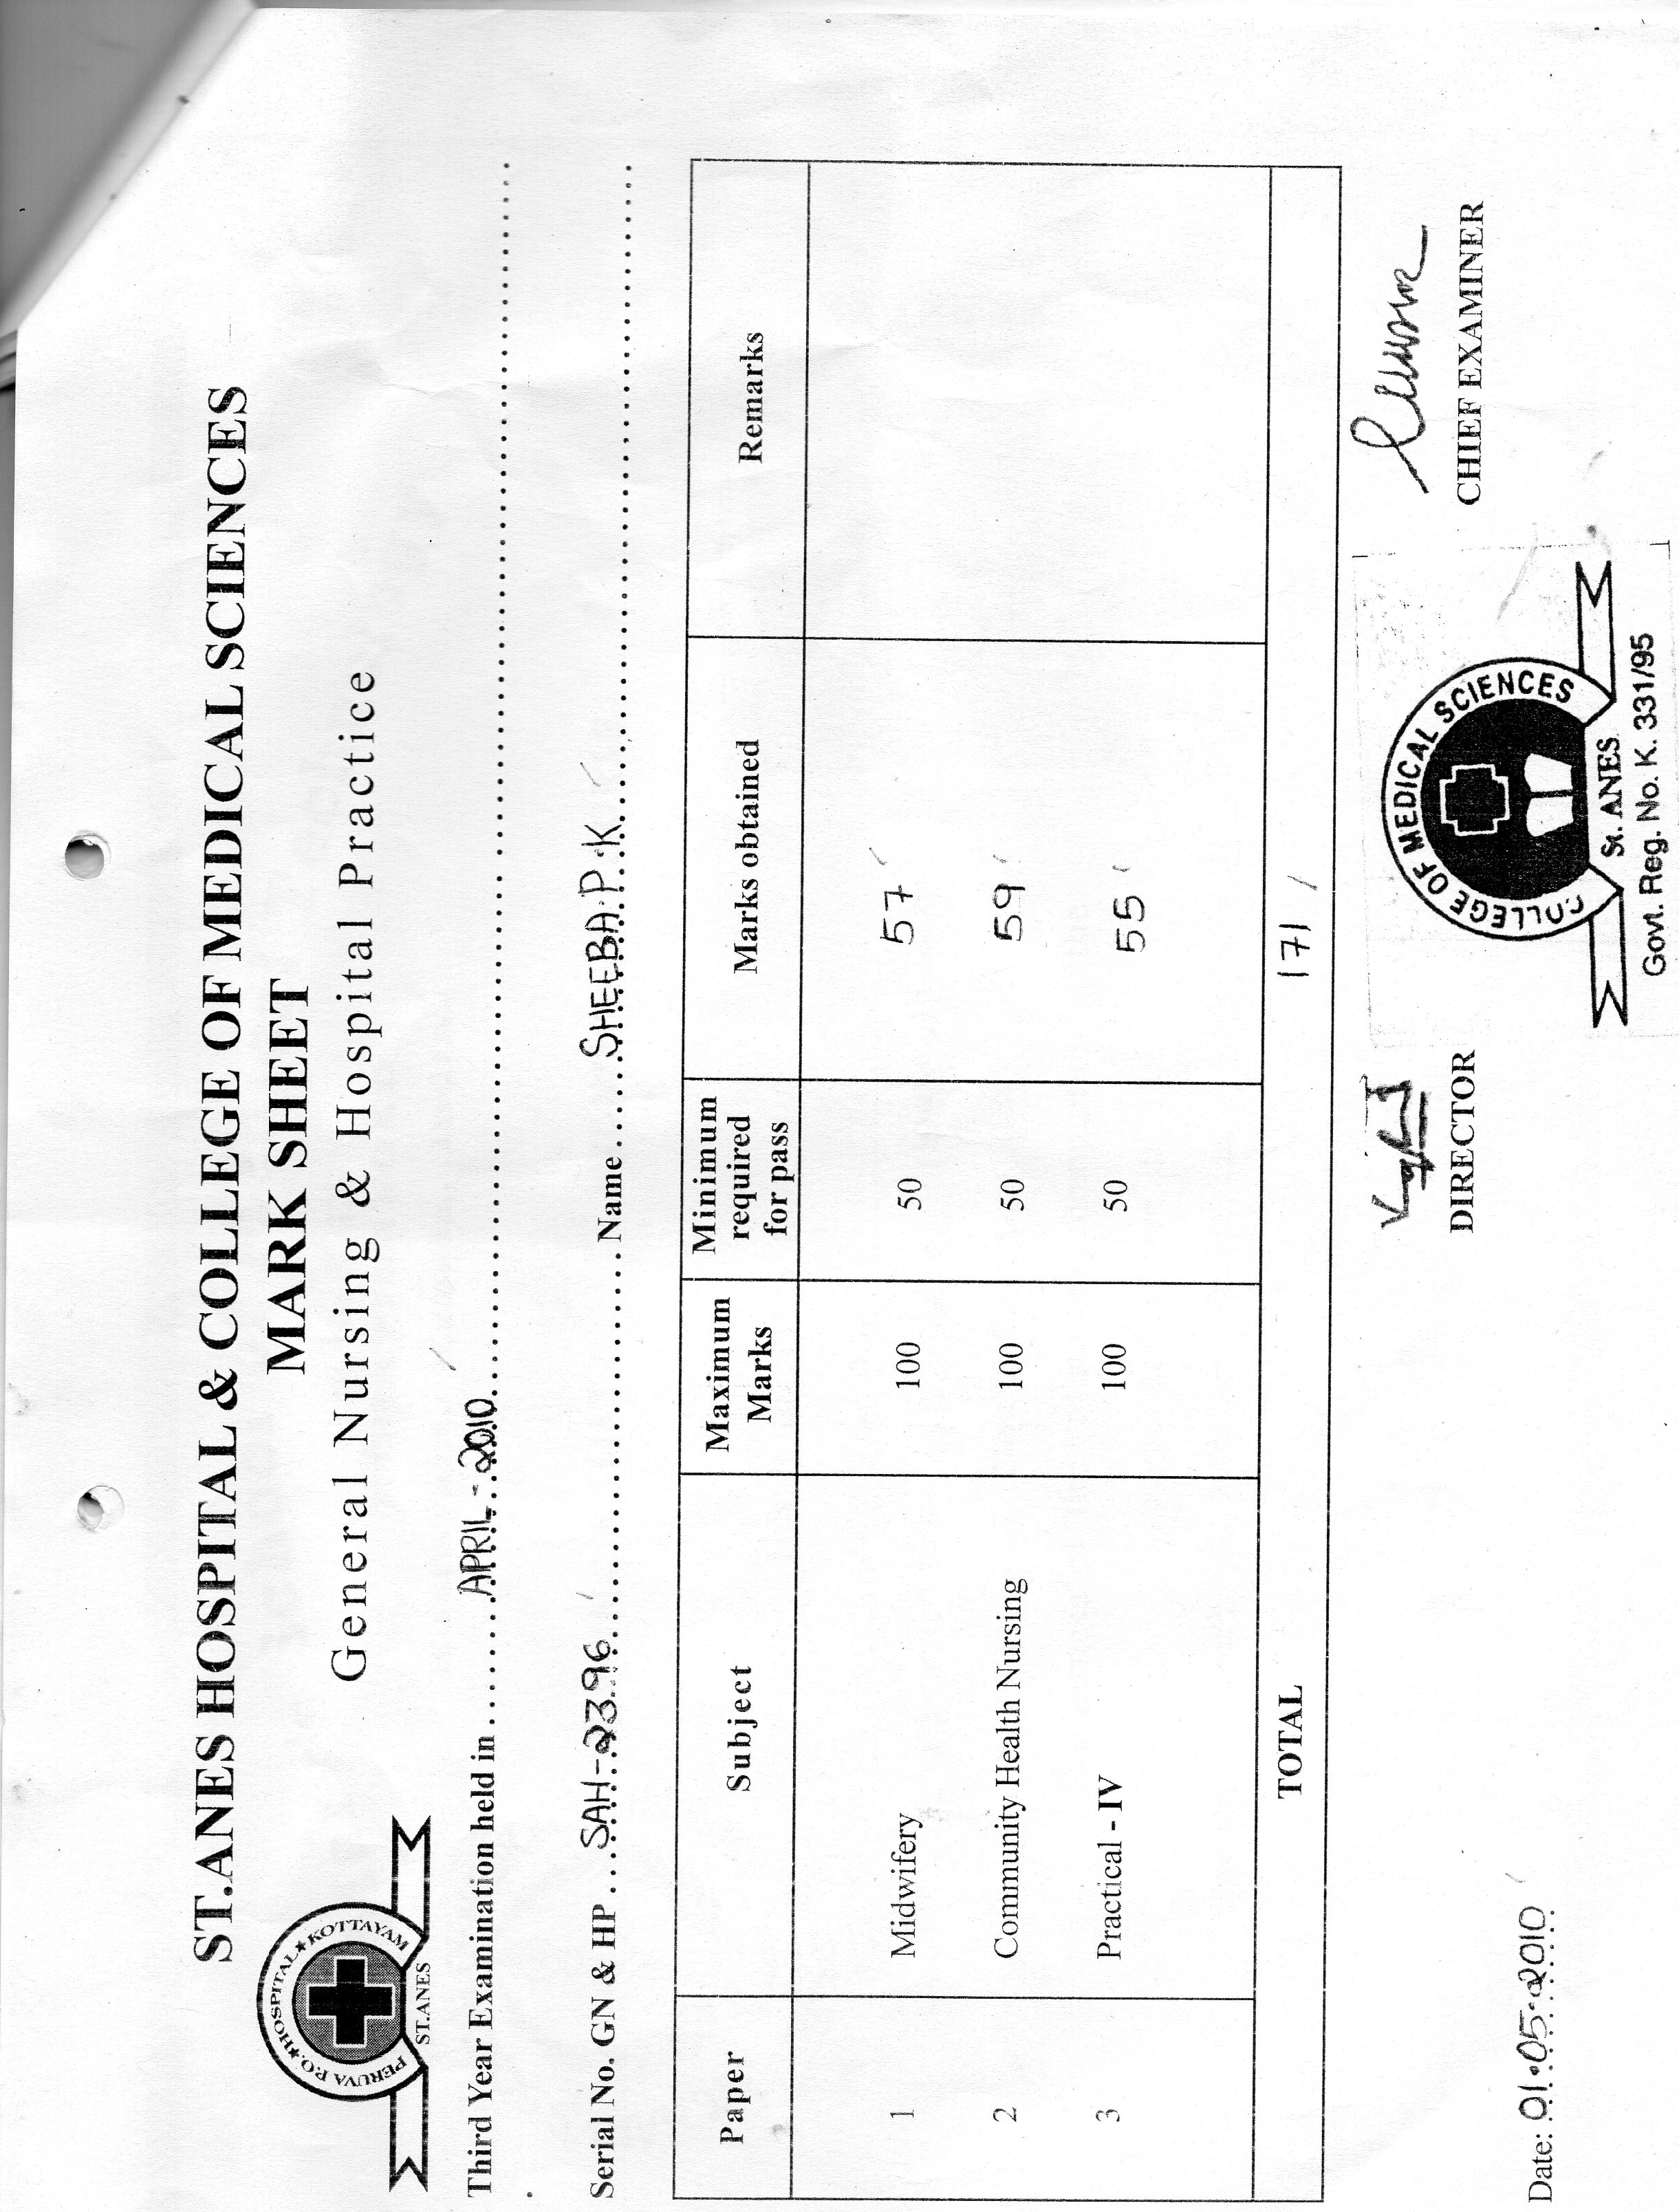 ST.ANES HOSPITAL & COLLEGE OF MEDICAL SCIENCES
MARK SHEET
General Nursing & Hospital Practice
PERUVA P.O.★HOSPITAL★KOTTAYAM
ST.ANES
Third Year Examination held in ......APRIL - 2010......
Serial No. GN & HP ....SAH-2396...... Name ......SHEEBA.P.K......
Paper Subject Maximum Marks Minimum required for pass Marks obtained Remarks
1 Midwifery 100 50 57
2 Community Health Nursing 100 50 59
3 Practical - IV 100 50 55
TOTAL 171
DIRECTOR
CHIEF EXAMINER
COLLEGE OF MEDICAL SCIENCES
St. ANES
Govt. Reg. No. K. 331/95
Date: 01.05.2010